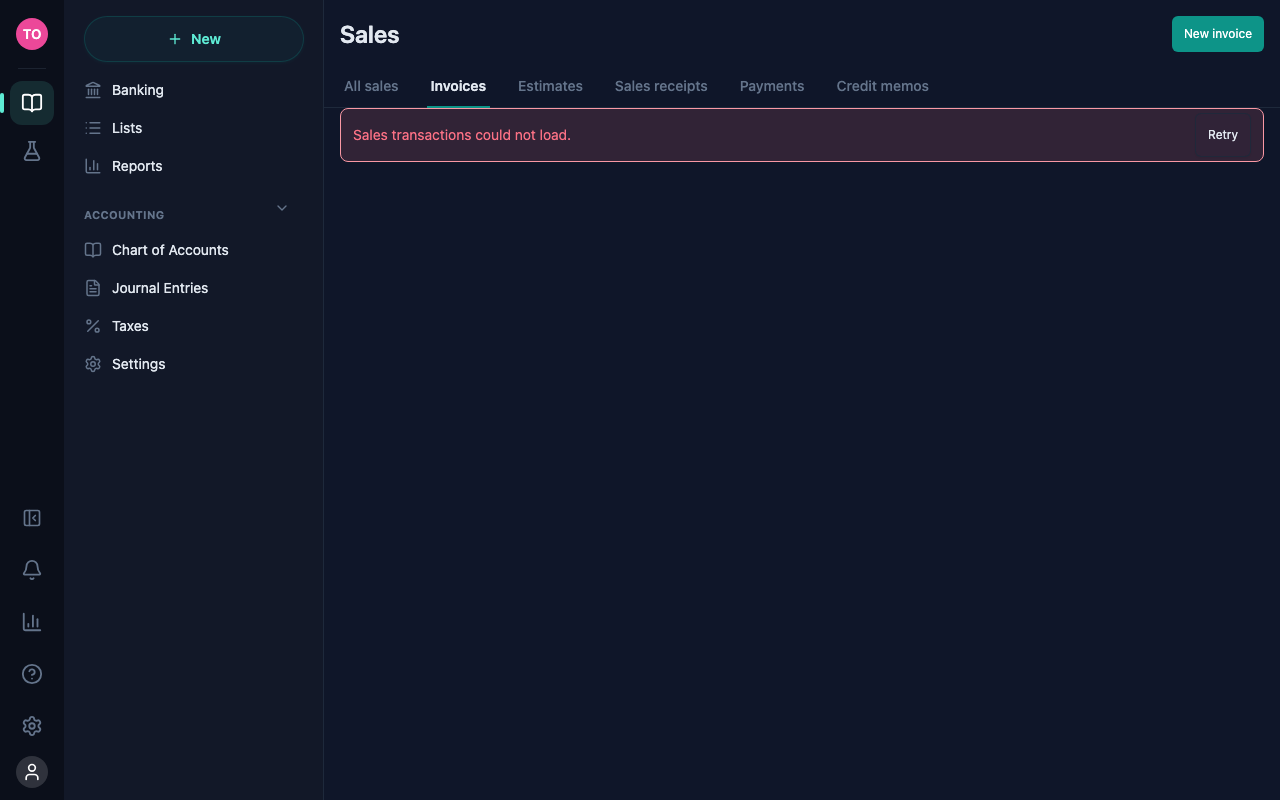 TO
New
Banking
Lists
Reports
ACCOUNTING
Chart of Accounts
Journal Entries
Taxes
Settings
Sales
New invoice
All sales
Invoices
Estimates
Sales receipts
Payments
Credit memos
Sales transactions could not load.
Retry